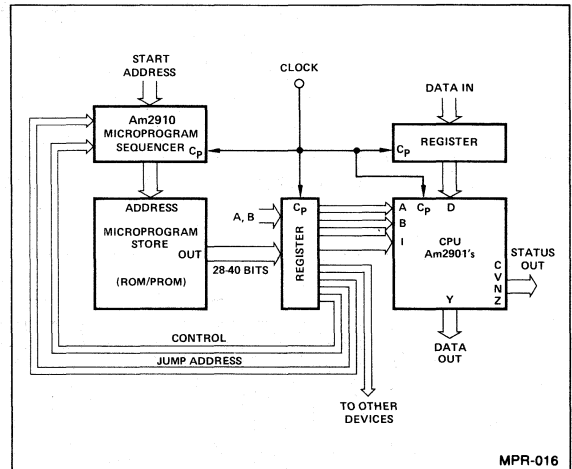 START
ADDRESS
CLOCK
DATA IN
Am2910
MICROPROGRAM
SEQUENCER
CP
CP
REGISTER
ADDRESS
MICROPROGRAM
STORE
OUT
(ROM/PROM)
A, B
28-40 BITS
CP
REGISTER
A
CP
D
B
I
CPU
Am2901's
C
V
N
Z
Y
STATUS
OUT
DATA
OUT
CONTROL
JUMP ADDRESS
TO OTHER
DEVICES
MPR-016